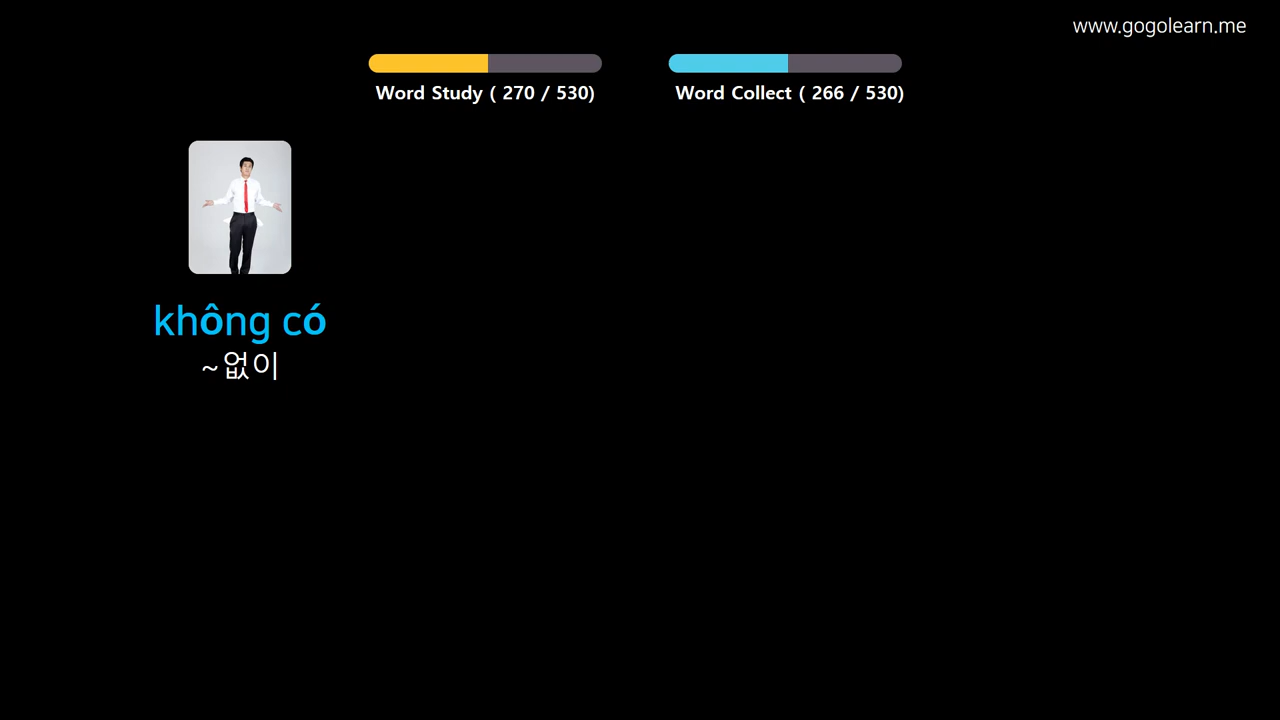 www.gogolearn.me
Word Study ( 270 / 530)
Word Collect ( 266 / 530)
không có
~없이